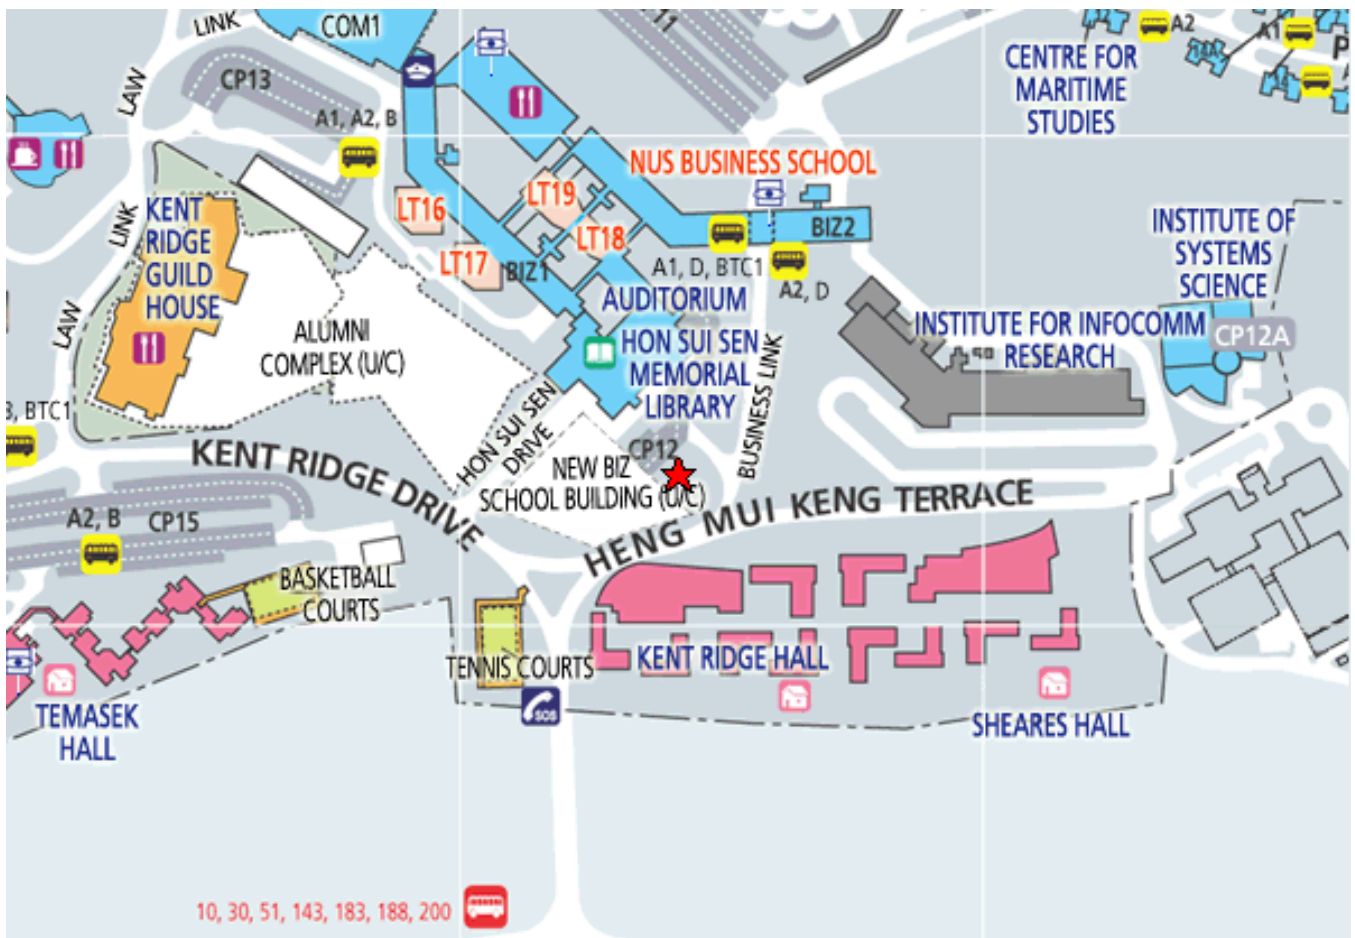 LINK
COM1
CP11
A2
A1
P
CENTRE FOR
MARITIME
STUDIES
CP13
LAW
A1, A2, B
NUS BUSINESS SCHOOL
LT19
LT16
LT18
LT17
BIZ1
BIZ2
A1, D, BTC1
A2, D
AUDITORIUM
KENT
RIDGE
GUILD
HOUSE
LINK
LAW
INSTITUTE OF
SYSTEMS
SCIENCE
CP12A
INSTITUTE FOR INFOCOMM
RESEARCH
ALUMNI
COMPLEX (U/C)
HON SUI SEN
MEMORIAL
LIBRARY
BUSINESS LINK
HON SUI SEN
DRIVE
B, BTC1
KENT RIDGE DRIVE
CP12
NEW BIZ
SCHOOL BUILDING (U/C)
HENG MUI KENG TERRACE
A2, B
CP15
BASKETBALL
COURTS
TENNIS COURTS
SOS
KENT RIDGE HALL
SHEARES HALL
TEMASEK
HALL
10, 30, 51, 143, 183, 188, 200